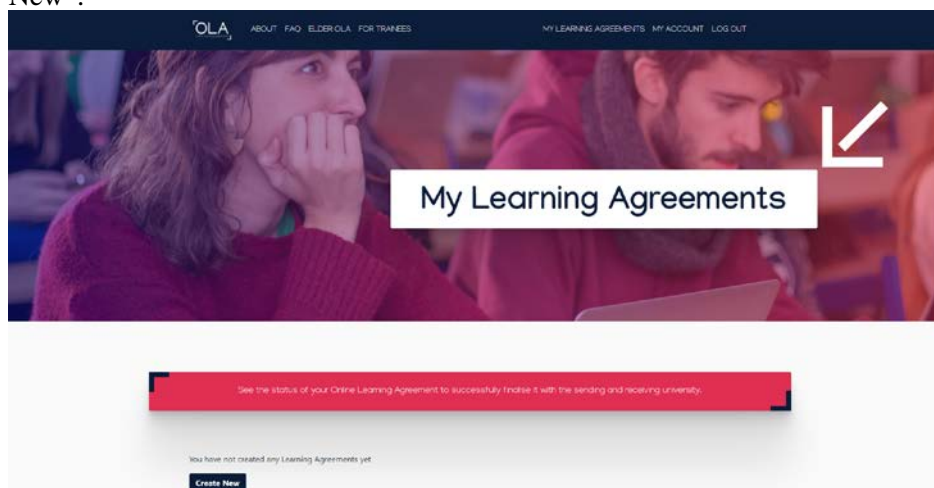 New".
OLA ABOUT FAQ ELDER OLA FOR TRAINEES MY LEARNING AGREEMENTS MY ACCOUNT LOG OUT
My Learning Agreements
See the status of your Online Learning Agreement to successfully finalise it with the sending and receiving university.
You have not created any Learning Agreements yet
Create New